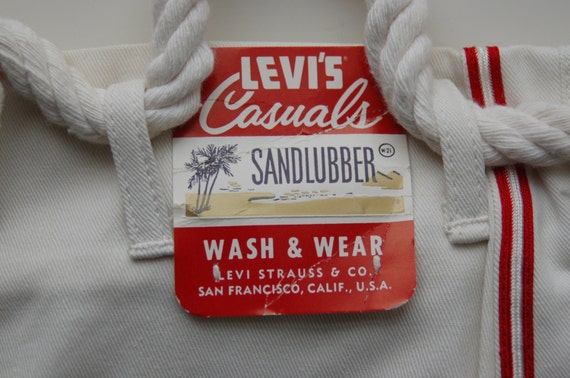 LEVI'S
Casuals
SANDLUBBER
WASH & WEAR
LEVI STRAUSS & CO.
SAN FRANCISCO, CALIF., U.S.A.